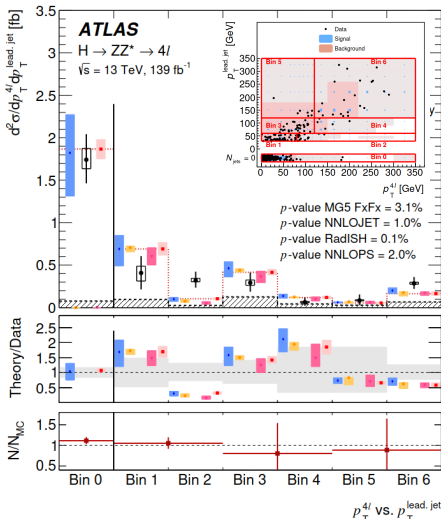 d²σ/dp_T^4l dp_T^lead. jet [fb]
4
3.5
3
2.5
2
1.5
1
0.5
0
ATLAS
H → ZZ* → 4ℓ
√s = 13 TeV, 139 fb⁻¹
p_T^lead. jet [GeV]
Data
Signal
Background
350
300
250
200
150
100
50
N_jets = 0
Bin 5
Bin 6
Bin 3
Bin 4
Bin 1
Bin 2
Bin 0
0 50 100 150 200 250 300 350
p_T^4l [GeV]
y
p-value MG5 FxFx = 3.1%
p-value NNLOJET = 1.0%
p-value RadISH = 0.1%
p-value NNLOPS = 2.0%
Theory/Data
2.5
2
1.5
1
0.5
N/N_MC
1.5
1
0.5
Bin 0 Bin 1 Bin 2 Bin 3 Bin 4 Bin 5 Bin 6
p_T^4l vs. p_T^lead. jet